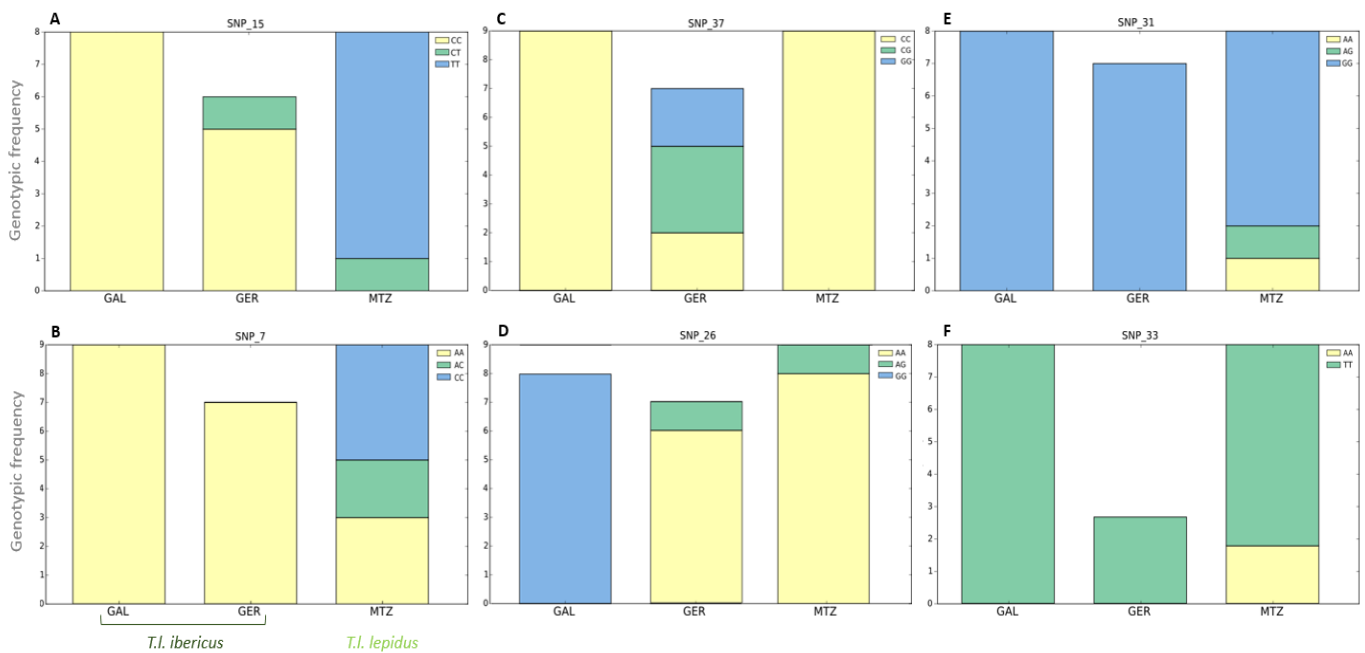 A
SNP_15
CC
CT
TT
Genotypic frequency
8
7
6
5
4
3
2
1
0
GAL
GER
MTZ
C
SNP_37
CC
CG
GG
9
8
7
6
5
4
3
2
1
0
GAL
GER
MTZ
E
SNP_31
AA
AG
GG
8
7
6
5
4
3
2
1
0
GAL
GER
MTZ
B
SNP_7
AA
AC
CC
Genotypic frequency
9
8
7
6
5
4
3
2
1
0
GAL
GER
MTZ
T.l. ibericus
T.l. lepidus
D
SNP_26
AA
AG
GG
9
8
7
6
5
4
3
2
1
0
GAL
GER
MTZ
F
SNP_33
AA
TT
8
7
6
5
4
3
2
1
0
GAL
GER
MTZ